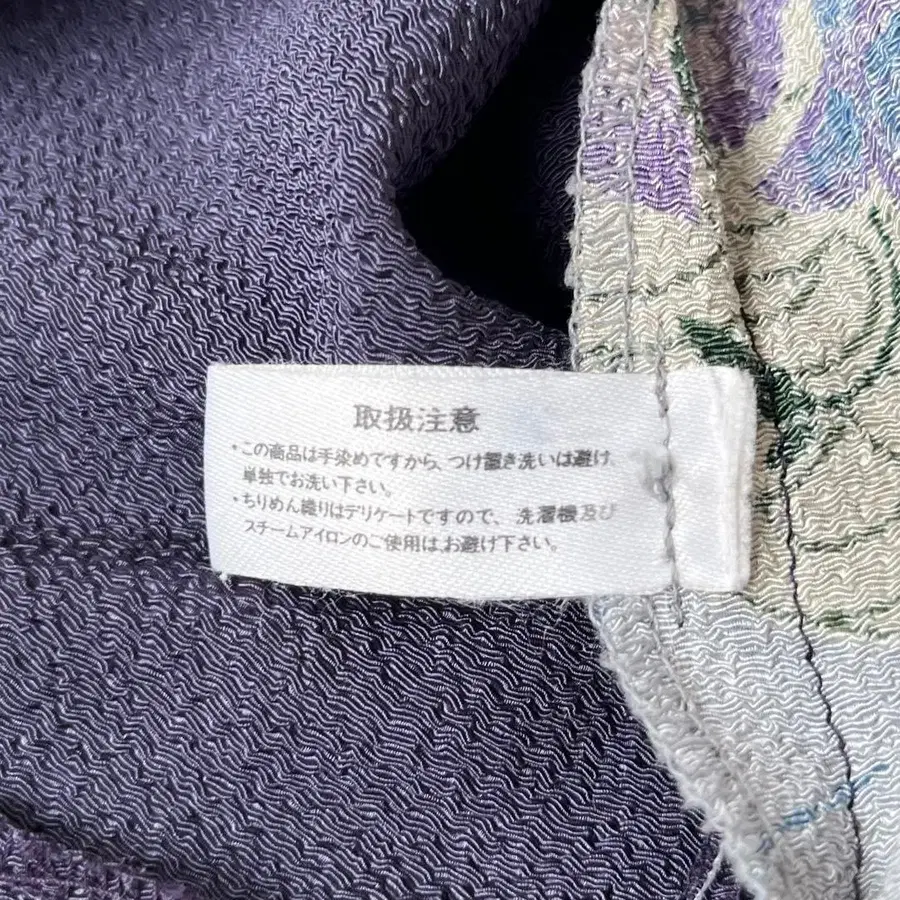 取扱注意
・この商品は手染めですから、つけ置き洗いは避け
単独でお洗い下さい。
・ちりめん織りはデリケートですので、洗濯機及び
スチームアイロンのご使用はお避け下さい。